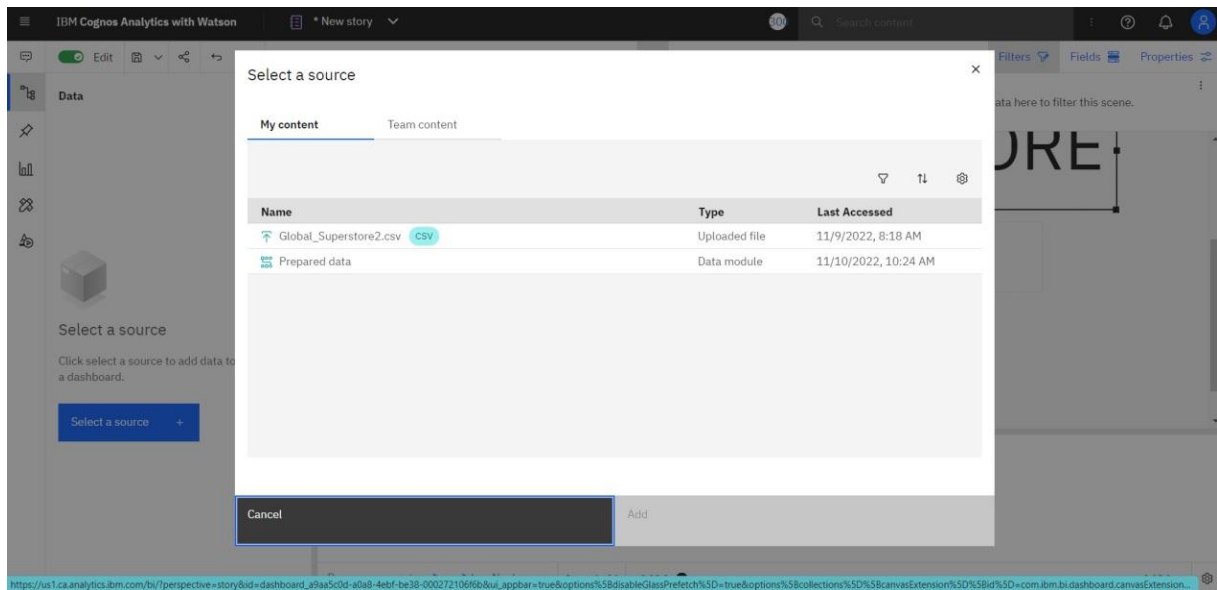 IBM Cognos Analytics with Watson
* New story
Search content
Edit
Filters
Fields
Properties
Data
Select a source
My content
Team content
Name Type Last Accessed
Global_Superstore2.csv CSV Uploaded file 11/9/2022, 8:18 AM
Prepared data Data module 11/10/2022, 10:24 AM
ata here to filter this scene.
ORE
Select a source
Click select a source to add data to
a dashboard.
Select a source +
Cancel
Add
https://us1.ca.analytics.ibm.com/bi/?perspective=story&id=dashboard_a9aa5c0d-a0a8-4ebf-be38-000272106f6b&ui_appbar=true&options%5BdisableGlassPrefetch%5D=true&options%5Bcollections%5D%5BcanvasExtension%5D%5Bid%5D=com.ibm.bi.dashboard.canvasExtension...